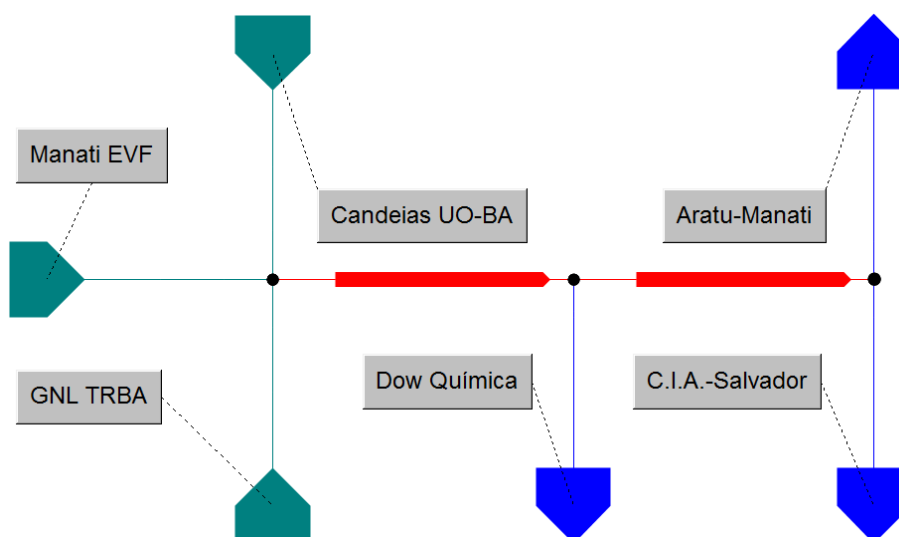 Manati EVF
Candeias UO-BA
Aratu-Manati
GNL TRBA
Dow Química
C.I.A.-Salvador